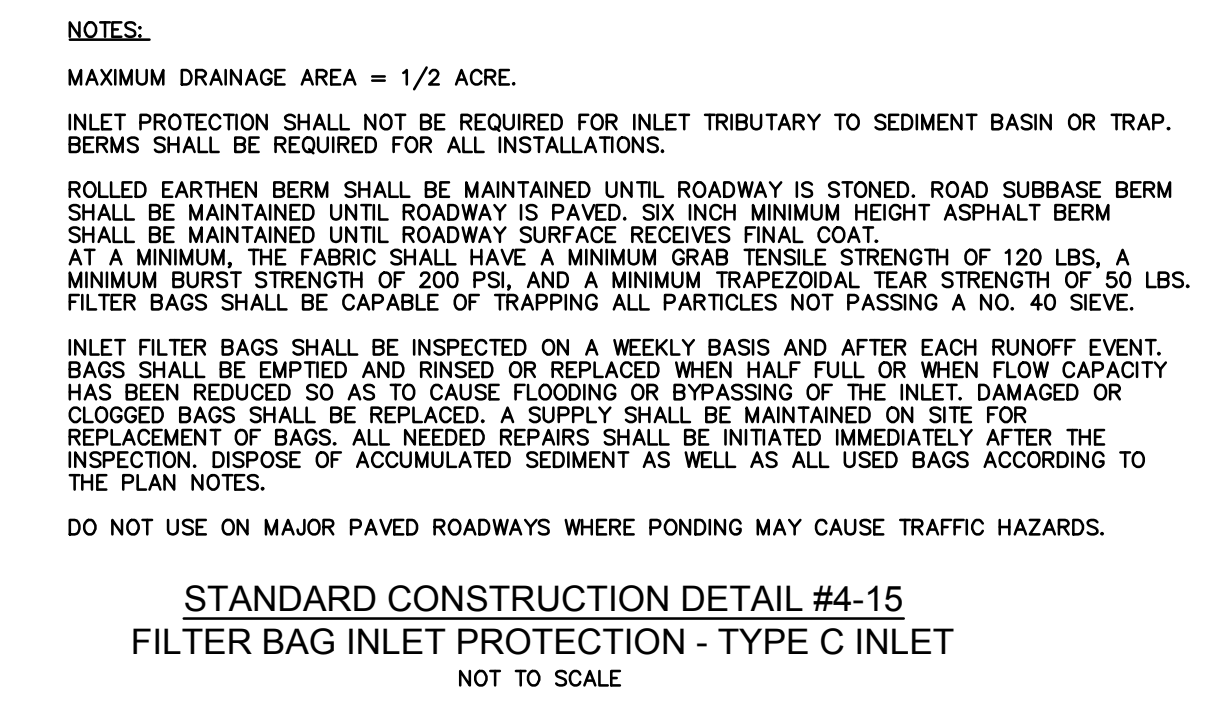 NOTES:
MAXIMUM DRAINAGE AREA = 1/2 ACRE.
INLET PROTECTION SHALL NOT BE REQUIRED FOR INLET TRIBUTARY TO SEDIMENT BASIN OR TRAP.
BERMS SHALL BE REQUIRED FOR ALL INSTALLATIONS.
ROLLED EARTHEN BERM SHALL BE MAINTAINED UNTIL ROADWAY IS STONED. ROAD SUBBASE BERM
SHALL BE MAINTAINED UNTIL ROADWAY IS PAVED. SIX INCH MINIMUM HEIGHT ASPHALT BERM
SHALL BE MAINTAINED UNTIL ROADWAY SURFACE RECEIVES FINAL COAT.
AT A MINIMUM, THE FABRIC SHALL HAVE A MINIMUM GRAB TENSILE STRENGTH OF 120 LBS, A
MINIMUM BURST STRENGTH OF 200 PSI, AND A MINIMUM TRAPEZOIDAL TEAR STRENGTH OF 50 LBS.
FILTER BAGS SHALL BE CAPABLE OF TRAPPING ALL PARTICLES NOT PASSING A NO. 40 SIEVE.
INLET FILTER BAGS SHALL BE INSPECTED ON A WEEKLY BASIS AND AFTER EACH RUNOFF EVENT.
BAGS SHALL BE EMPTIED AND RINSED OR REPLACED WHEN HALF FULL OR WHEN FLOW CAPACITY
HAS BEEN REDUCED SO AS TO CAUSE FLOODING OR BYPASSING OF THE INLET. DAMAGED OR
CLOGGED BAGS SHALL BE REPLACED. A SUPPLY SHALL BE MAINTAINED ON SITE FOR
REPLACEMENT OF BAGS. ALL NEEDED REPAIRS SHALL BE INITIATED IMMEDIATELY AFTER THE
INSPECTION. DISPOSE OF ACCUMULATED SEDIMENT AS WELL AS ALL USED BAGS ACCORDING TO
THE PLAN NOTES.
DO NOT USE ON MAJOR PAVED ROADWAYS WHERE PONDING MAY CAUSE TRAFFIC HAZARDS.
STANDARD CONSTRUCTION DETAIL #4-15
FILTER BAG INLET PROTECTION - TYPE C INLET
NOT TO SCALE